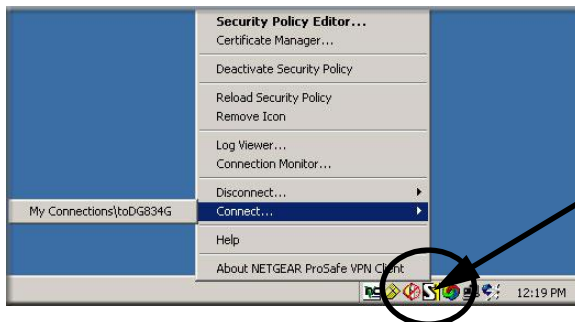 Security Policy Editor...
Certificate Manager...
Deactivate Security Policy
Reload Security Policy
Remove Icon
Log Viewer...
Connection Monitor...
Disconnect...
My Connections\toDG834G
Connect...
Help
About NETGEAR ProSafe VPN Client
12:19 PM